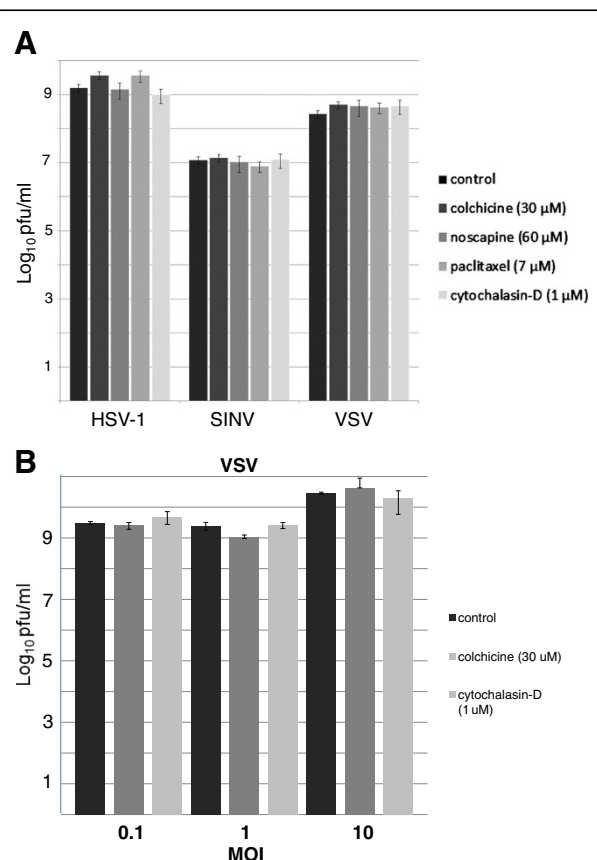 A
Log10 pfu/ml
9
7
5
3
1
HSV-1 SINV VSV
control
colchicine (30 µM)
noscapine (60 µM)
paclitaxel (7 µM)
cytochalasin-D (1 µM)
B
VSV
Log10 pfu/ml
9
7
5
3
1
0.1 1 10
MOI
control
colchicine (30 uM)
cytochalasin-D
(1 uM)